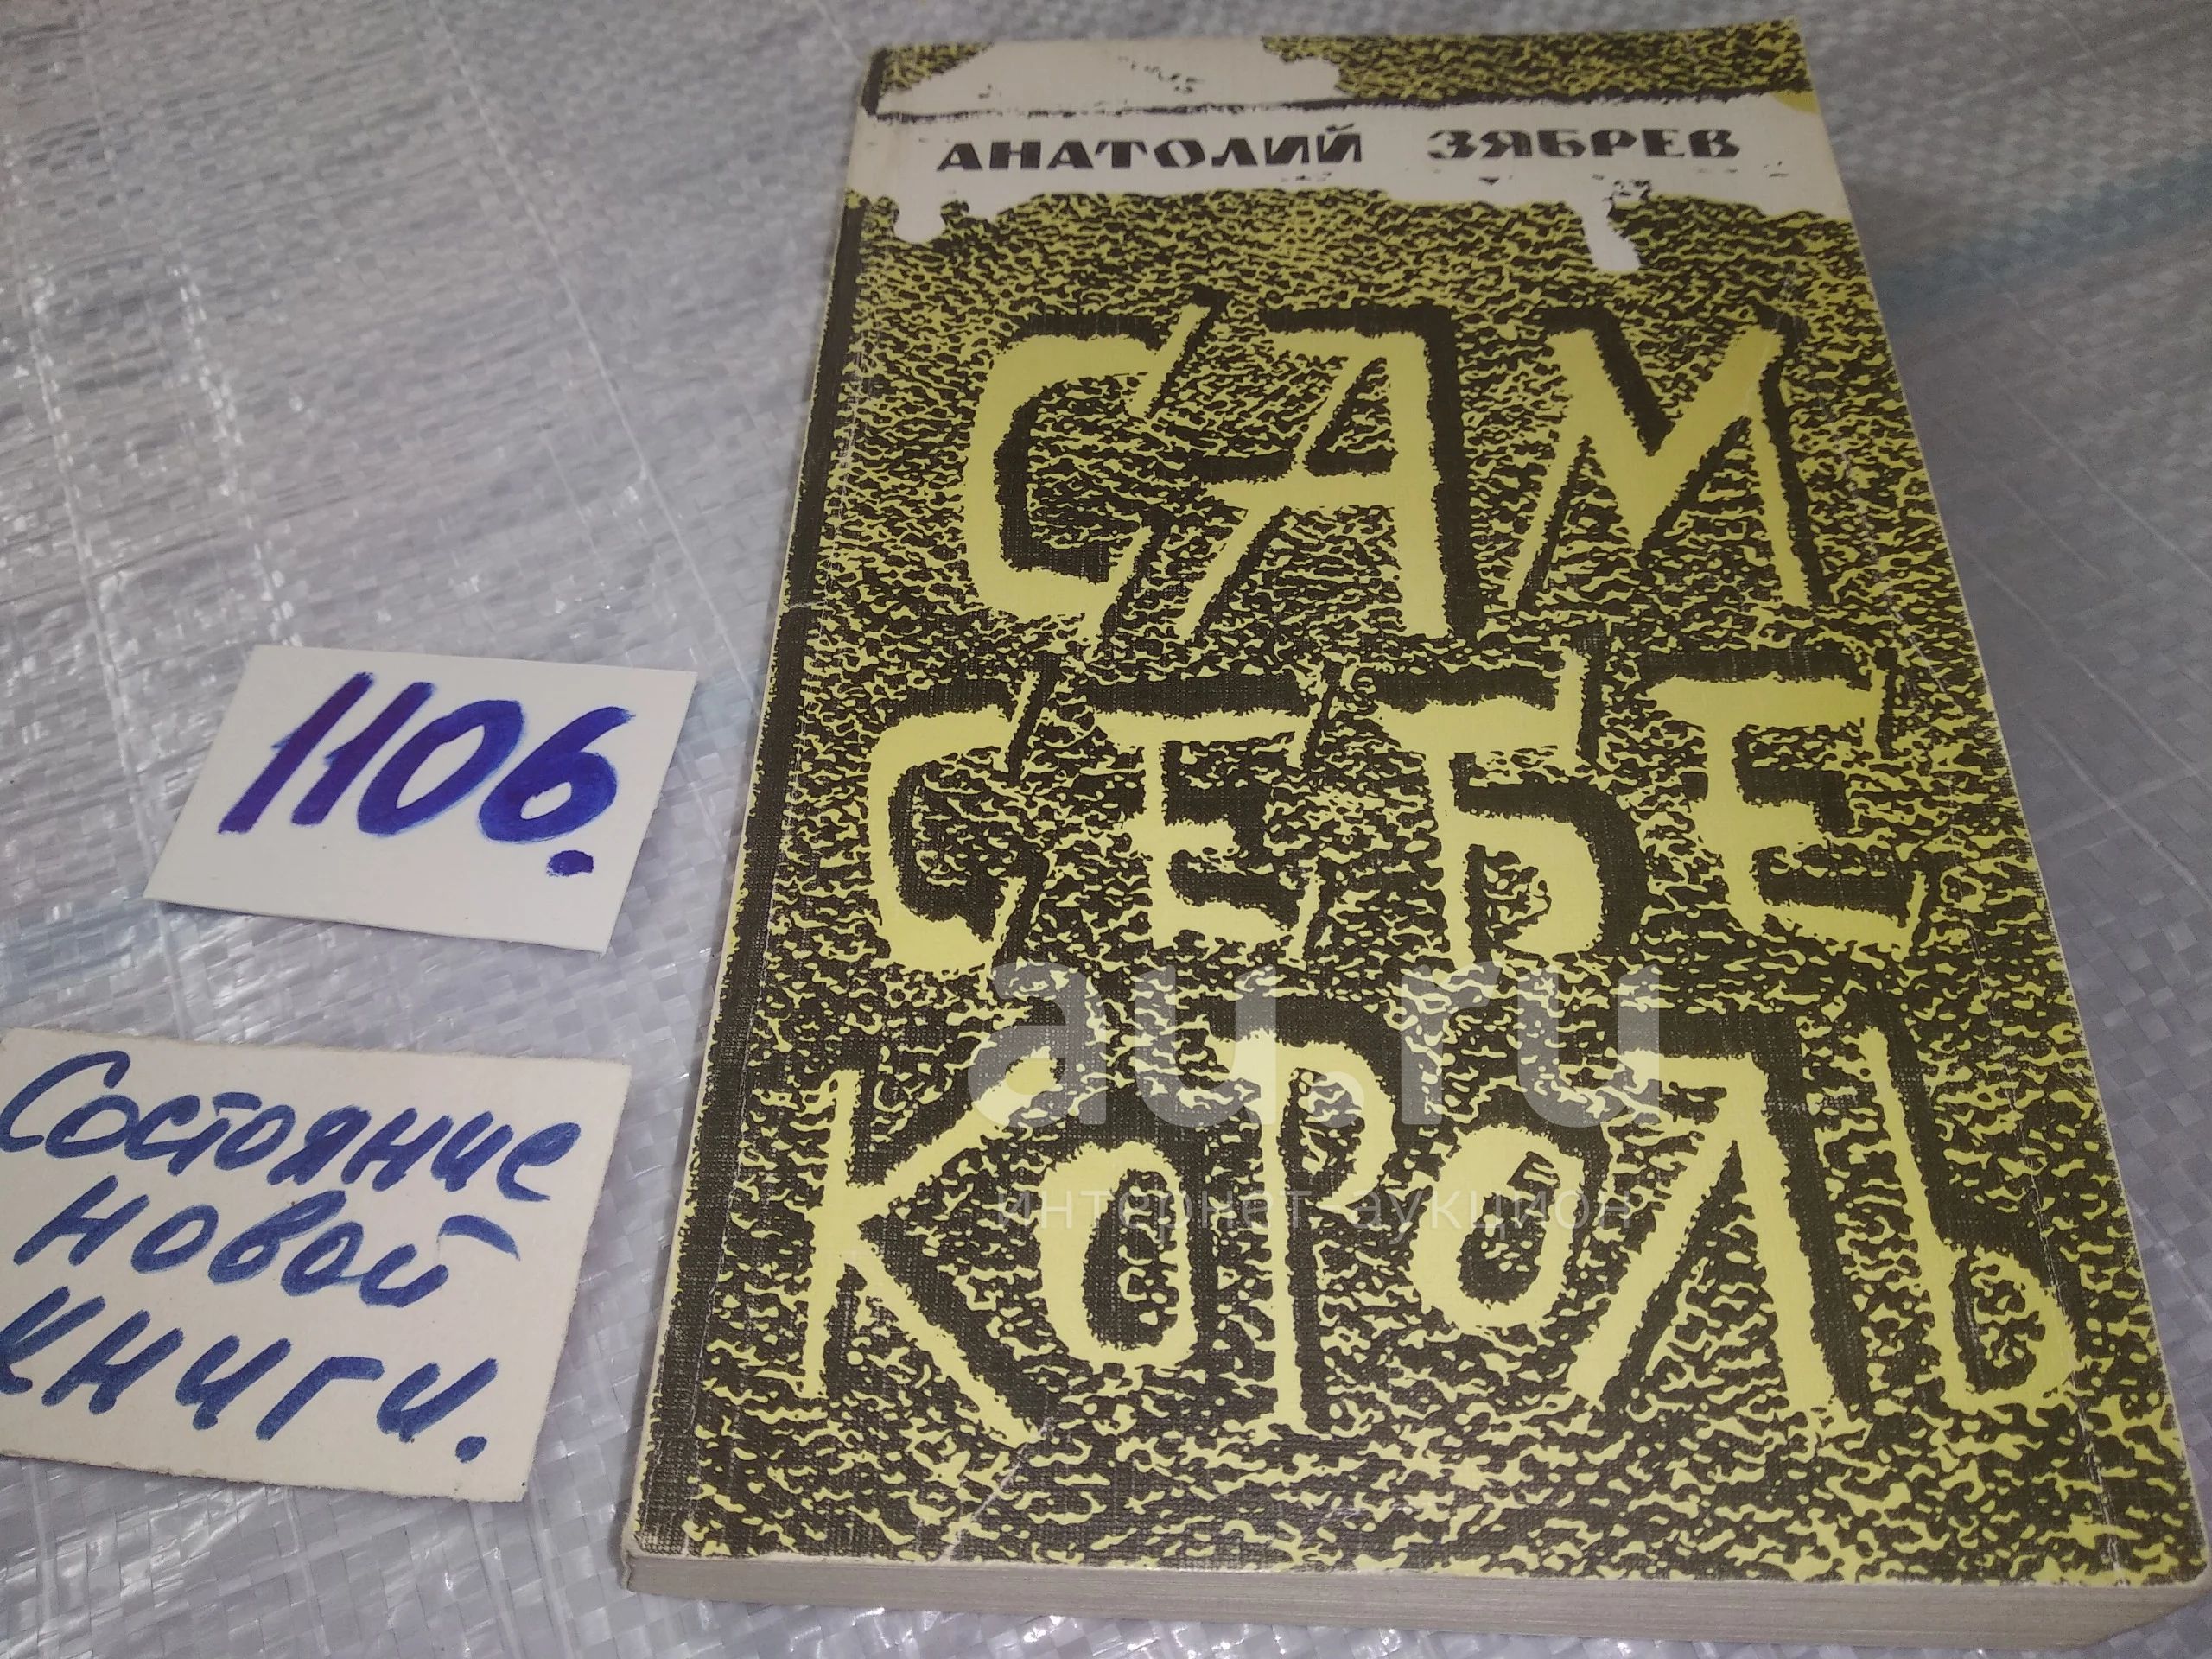 АНАТОЛИЙ ЗЯБРЕВ
САМ
СЕБЕ
КОРОЛЬ
1106.
Состояние
новой
книги.
au.ru
интернет-аукцион